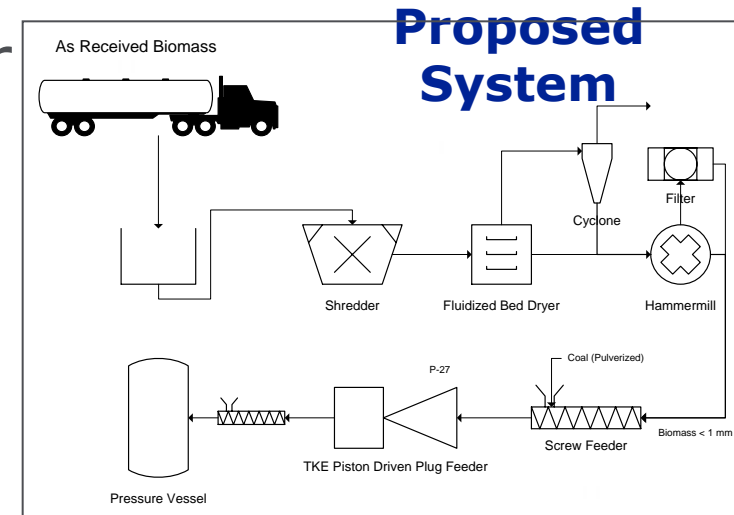 Proposed
System
As Received Biomass
Cyclone
Filter
Shredder
Fluidized Bed Dryer
Hammermill
Coal (Pulverized)
P-27
Biomass < 1 mm
Screw Feeder
TKE Piston Driven Plug Feeder
Pressure Vessel